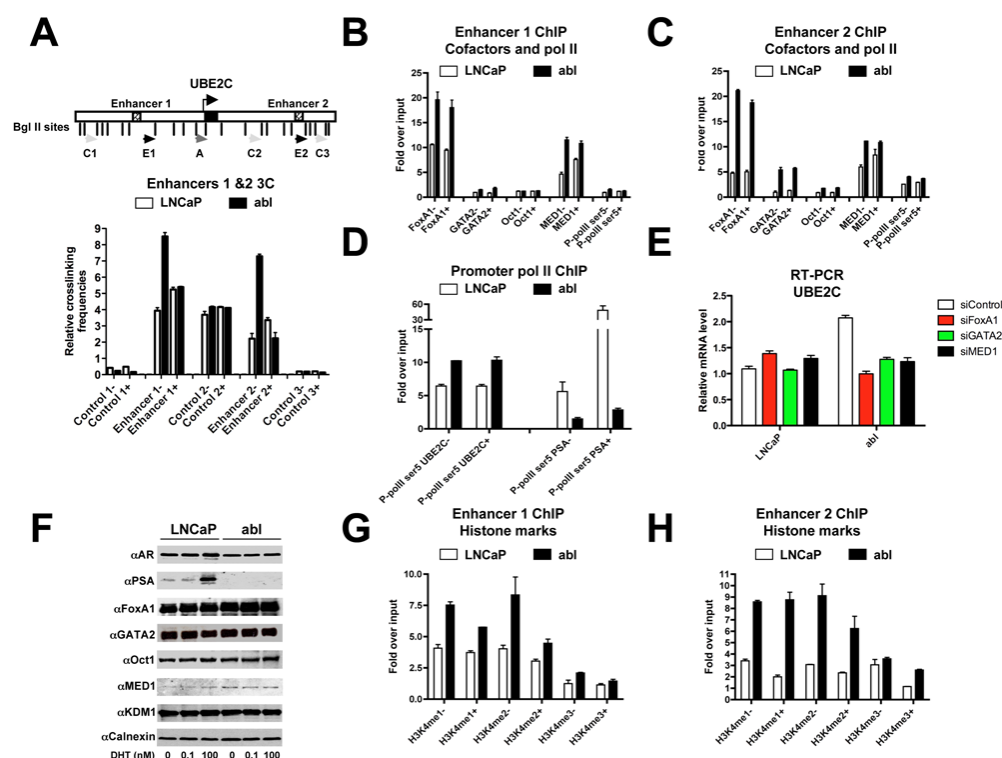 A
UBE2C
Enhancer 1
Enhancer 2
Bgl II sites
C1
E1
A
C2
E2
C3
Enhancers 1 &2 3C
LNCaP
abl
Relative crosslinking
frequencies
9
8
7
6
5
4
3
2
1
0
Control 1-
Control 1+
Enhancer 1-
Enhancer 1+
Control 2-
Control 2+
Enhancer 2-
Enhancer 2+
Control 3-
Control 3+
B
Enhancer 1 ChIP
Cofactors and pol II
LNCaP
abl
Fold over input
25
20
15
10
5
0
FoxA1-
FoxA1+
GATA2-
GATA2+
Oct1-
Oct1+
MED1-
MED1+
P-polII ser5-
P-polII ser5+
C
Enhancer 2 ChIP
Cofactors and pol II
LNCaP
abl
Fold over input
25
20
15
10
5
0
FoxA1-
FoxA1+
GATA2-
GATA2+
Oct1-
Oct1+
MED1-
MED1+
P-polII ser5-
P-polII ser5+
D
Promoter pol II ChIP
LNCaP
abl
Fold over input
60
30
15
10
5
0
P-polII ser5 UBE2C-
P-polII ser5 UBE2C+
P-polII ser5 PSA-
P-polII ser5 PSA+
E
RT-PCR
UBE2C
Relative mRNA level
2.5
2.0
1.5
1.0
0.5
0.0
LNCaP
abl
siControl
siFoxA1
siGATA2
siMED1
F
LNCaP
abl
αAR
αPSA
αFoxA1
αGATA2
αOct1
αMED1
αKDM1
αCalnexin
DHT (nM) 0 0.1 100 0 0.1 100
G
Enhancer 1 ChIP
Histone marks
LNCaP
abl
Fold over input
10.0
7.5
5.0
2.5
0.0
H3K4me1-
H3K4me1+
H3K4me2-
H3K4me2+
H3K4me3-
H3K4me3+
H
Enhancer 2 ChIP
Histone marks
LNCaP
abl
Fold over input
11
10
9
8
7
6
5
4
3
2
1
0
H3K4me1-
H3K4me1+
H3K4me2-
H3K4me2+
H3K4me3-
H3K4me3+